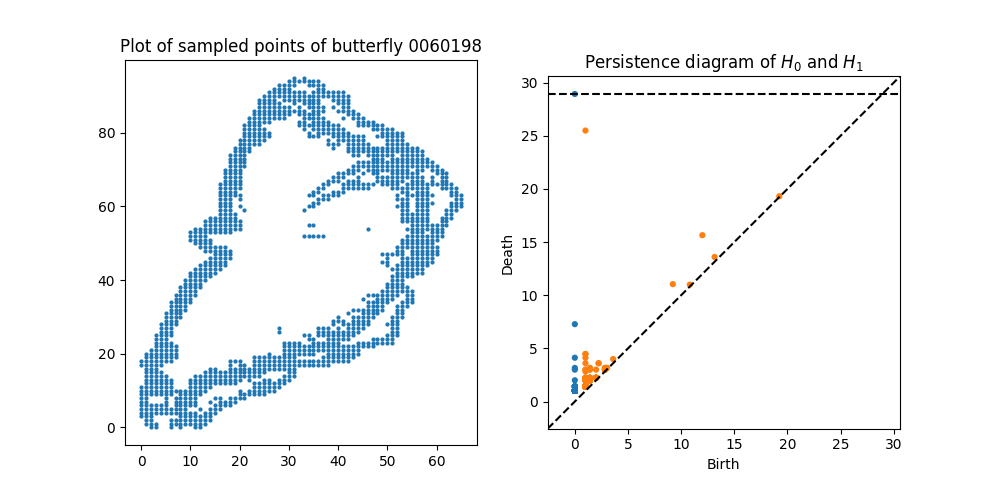 Plot of sampled points of butterfly 0060198
80
60
40
20
0
0 10 20 30 40 50 60
Persistence diagram of H₀ and H₁
30
25
20
15
10
5
0
Death
0 5 10 15 20 25 30
Birth